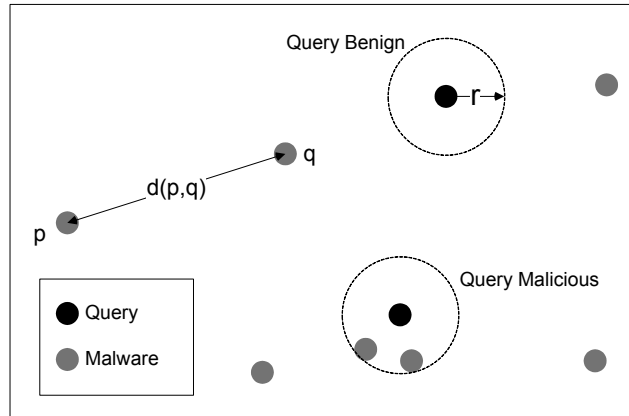 Query Benign
r
q
d(p,q)
p
Query Malicious
Query
Malware